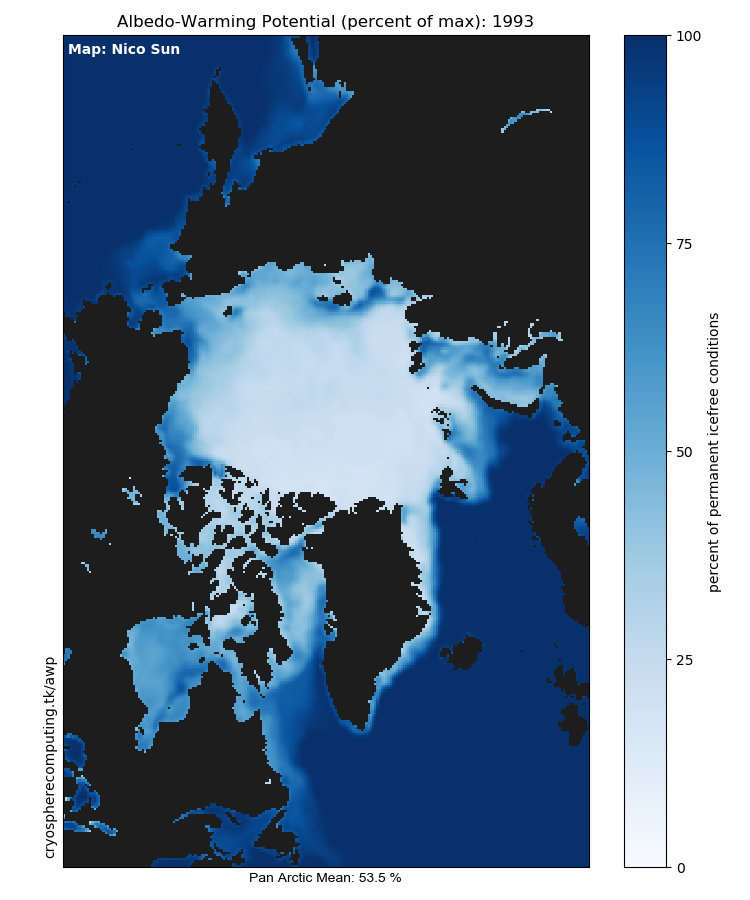 Albedo-Warming Potential (percent of max): 1993
Map: Nico Sun
100
75
50
25
0
percent of permanent icefree conditions
cryospherecomputing.tk/awp
Pan Arctic Mean: 53.5 %